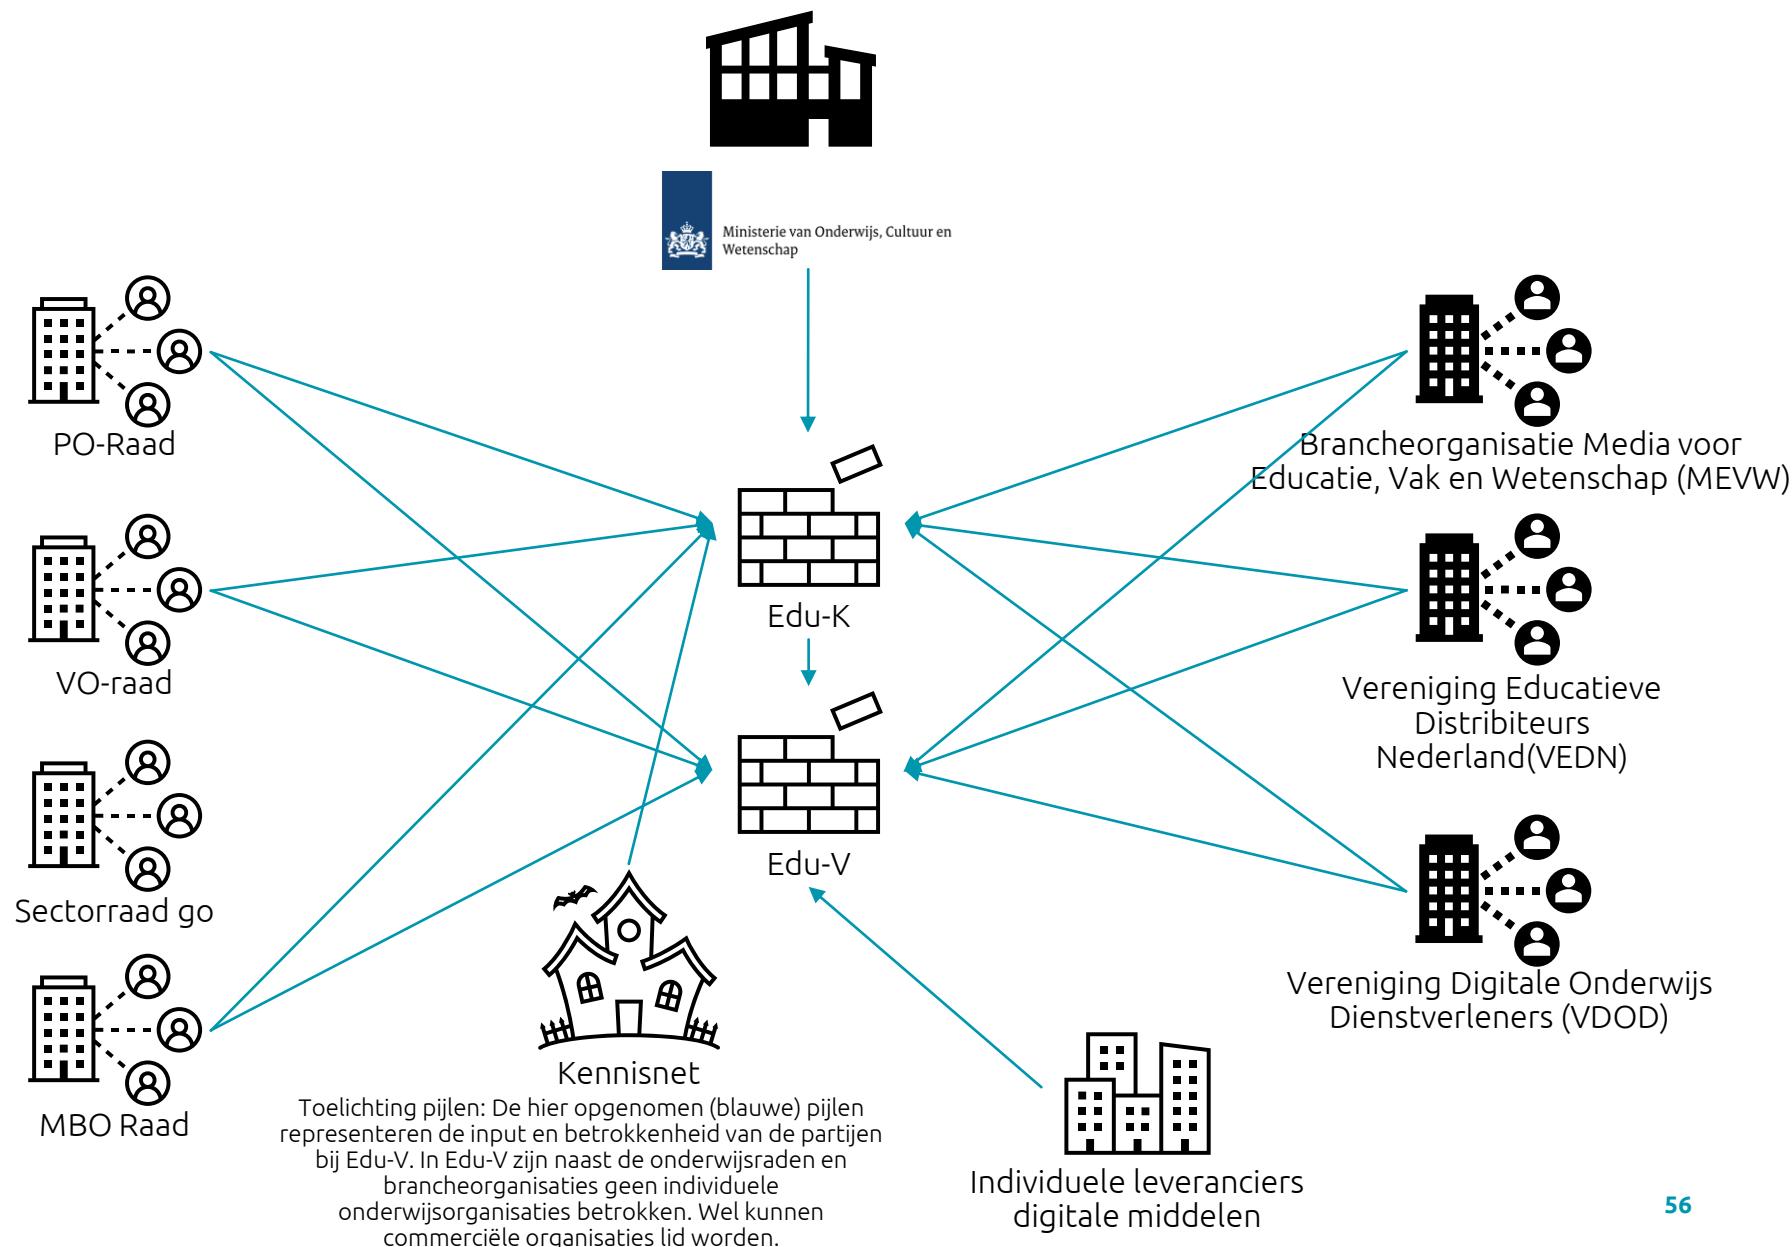 Ministerie van Onderwijs, Cultuur en
Wetenschap
PO-Raad
VO-raad
Sectorraad go
MBO Raad
Edu-K
Edu-V
Kennisnet
Toelichting pijlen: De hier opgenomen (blauwe) pijlen
representeren de input en betrokkenheid van de partijen
bij Edu-V. In Edu-V zijn naast de onderwijsraden en
brancheorganisaties geen individuele
onderwijsorganisaties betrokken. Wel kunnen
commerciële organisaties lid worden.
Brancheorganisatie Media voor
Educatie, Vak en Wetenschap (MEVW)
Vereniging Educatieve
Distribiteurs
Nederland(VEDN)
Vereniging Digitale Onderwijs
Dienstverleners (VDOD)
Individuele leveranciers
digitale middelen
56